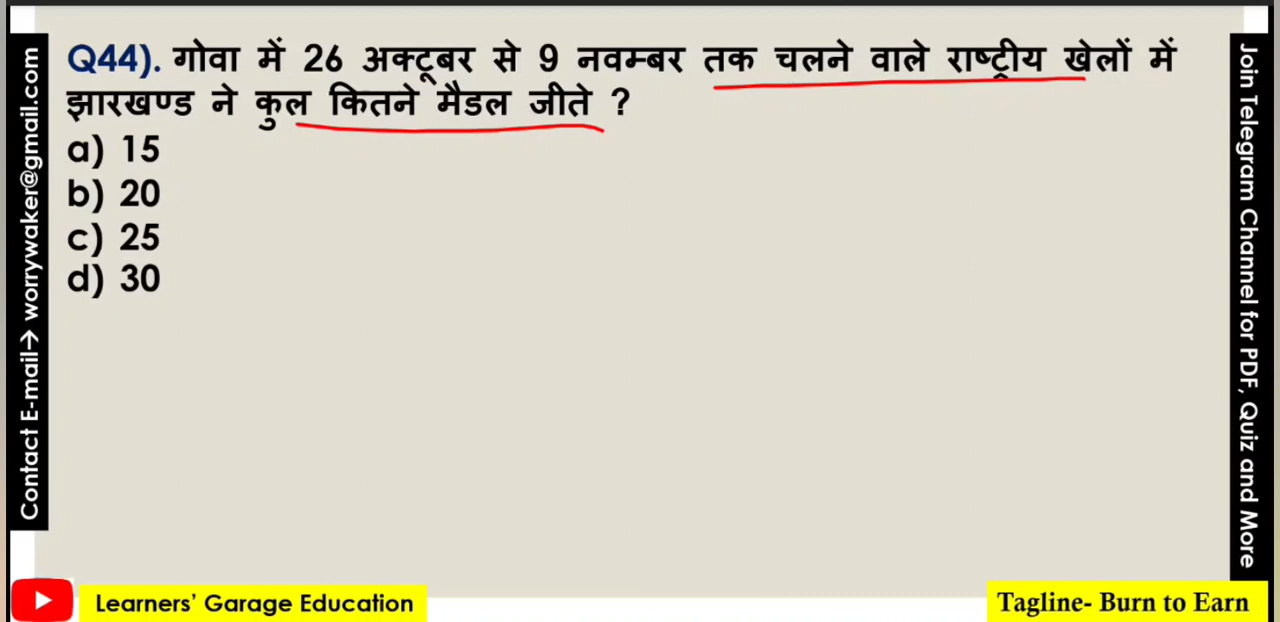 Q44). गोवा में 26 अक्टूबर से 9 नवम्बर तक चलने वाले राष्ट्रीय खेलों में
झारखण्ड ने कुल कितने मैडल जीते ?
a) 15
b) 20
c) 25
d) 30
Contact E-mail→ worrywaker@gmail.com
Join Telegram Channel for PDF, Quiz and More
Learners’ Garage Education
Tagline- Burn to Earn